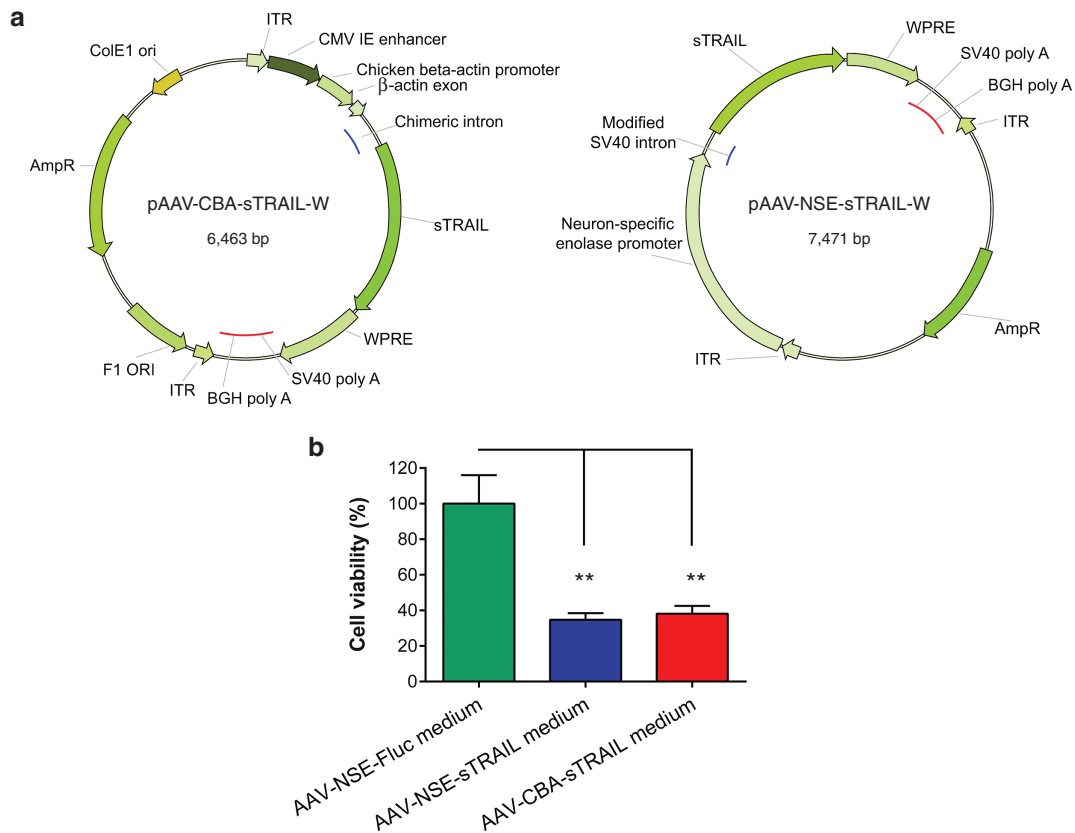 a
ITR
CMV IE enhancer
Chicken beta-actin promoter
β-actin exon
Chimeric intron
ColE1 ori
AmpR
pAAV-CBA-sTRAIL-W
6,463 bp
sTRAIL
WPRE
SV40 poly A
BGH poly A
ITR
F1 ORI
sTRAIL
WPRE
SV40 poly A
BGH poly A
ITR
Modified
SV40 intron
pAAV-NSE-sTRAIL-W
7,471 bp
Neuron-specific
enolase promoter
AmpR
ITR
b
Cell viability (%)
120
100
80
60
40
20
0
** **
AAV-NSE-Fluc medium
AAV-NSE-sTRAIL medium
AAV-CBA-sTRAIL medium